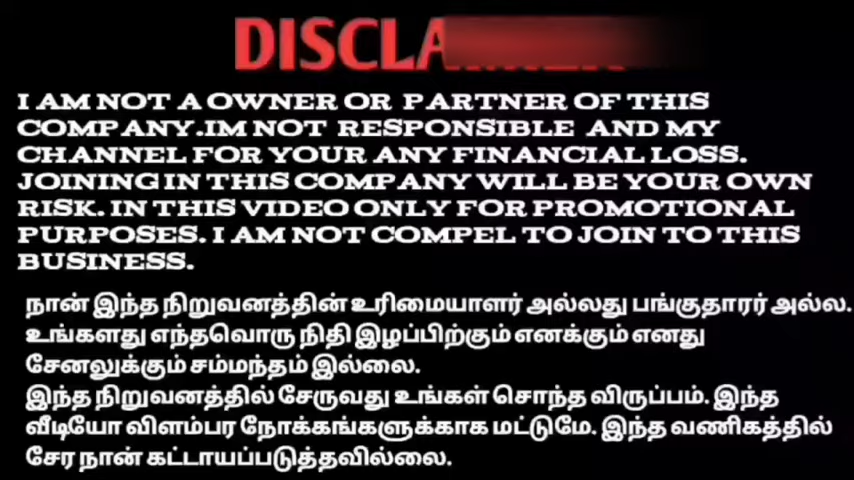 I AM NOT A OWNER OR PARTNER OF THIS
COMPANY.IM NOT RESPONSIBLE AND MY
CHANNEL FOR YOUR ANY FINANCIAL LOSS.
JOINING IN THIS COMPANY WILL BE YOUR OWN
RISK. IN THIS VIDEO ONLY FOR PROMOTIONAL
PURPOSES. I AM NOT COMPEL TO JOIN TO THIS
BUSINESS.
நான் இந்த நிறுவனத்தின் உரிமையாளர் அல்லது பங்குதாரர் அல்ல.
உங்களது எந்தவொரு நிதி இழப்பிற்கும் எனக்கும் எனது
சேனலுக்கும் சம்மந்தம் இல்லை.
இந்த நிறுவனத்தில் சேருவது உங்கள் சொந்த விருப்பம். இந்த
வீடியோ விளம்பர நோக்கங்களுக்காக மட்டுமே. இந்த வணிகத்தில்
சேர நான் கட்டாயப்படுத்தவில்லை.